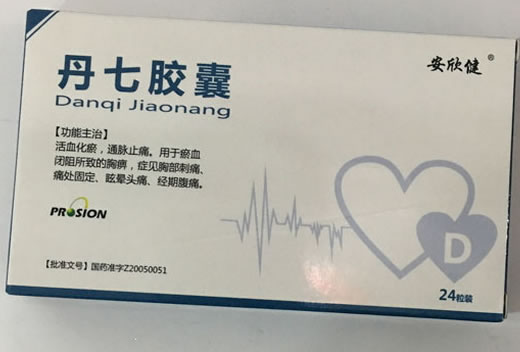 安欣健®
丹七胶囊
Danqi Jiaonang
【功能主治】
活血化瘀，通脉止痛。用于瘀血
闭阻所致的胸痹，症见胸部刺痛、
痛处固定、眩晕头痛、经期腹痛。
PROSION
D
【批准文号】国药准字Z20050051
24粒装